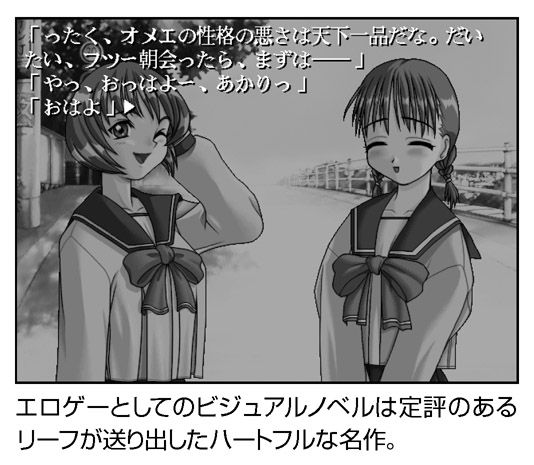 「ったく、オメエの性格の悪さは天下一品だな。だい
たい、フツー朝会ったら、まずは――」
「やっ、おっはよー、あかりっ」
「おはよ」▶
エロゲーとしてのビジュアルノベルは定評のある
リーフが送り出したハートフルな名作。